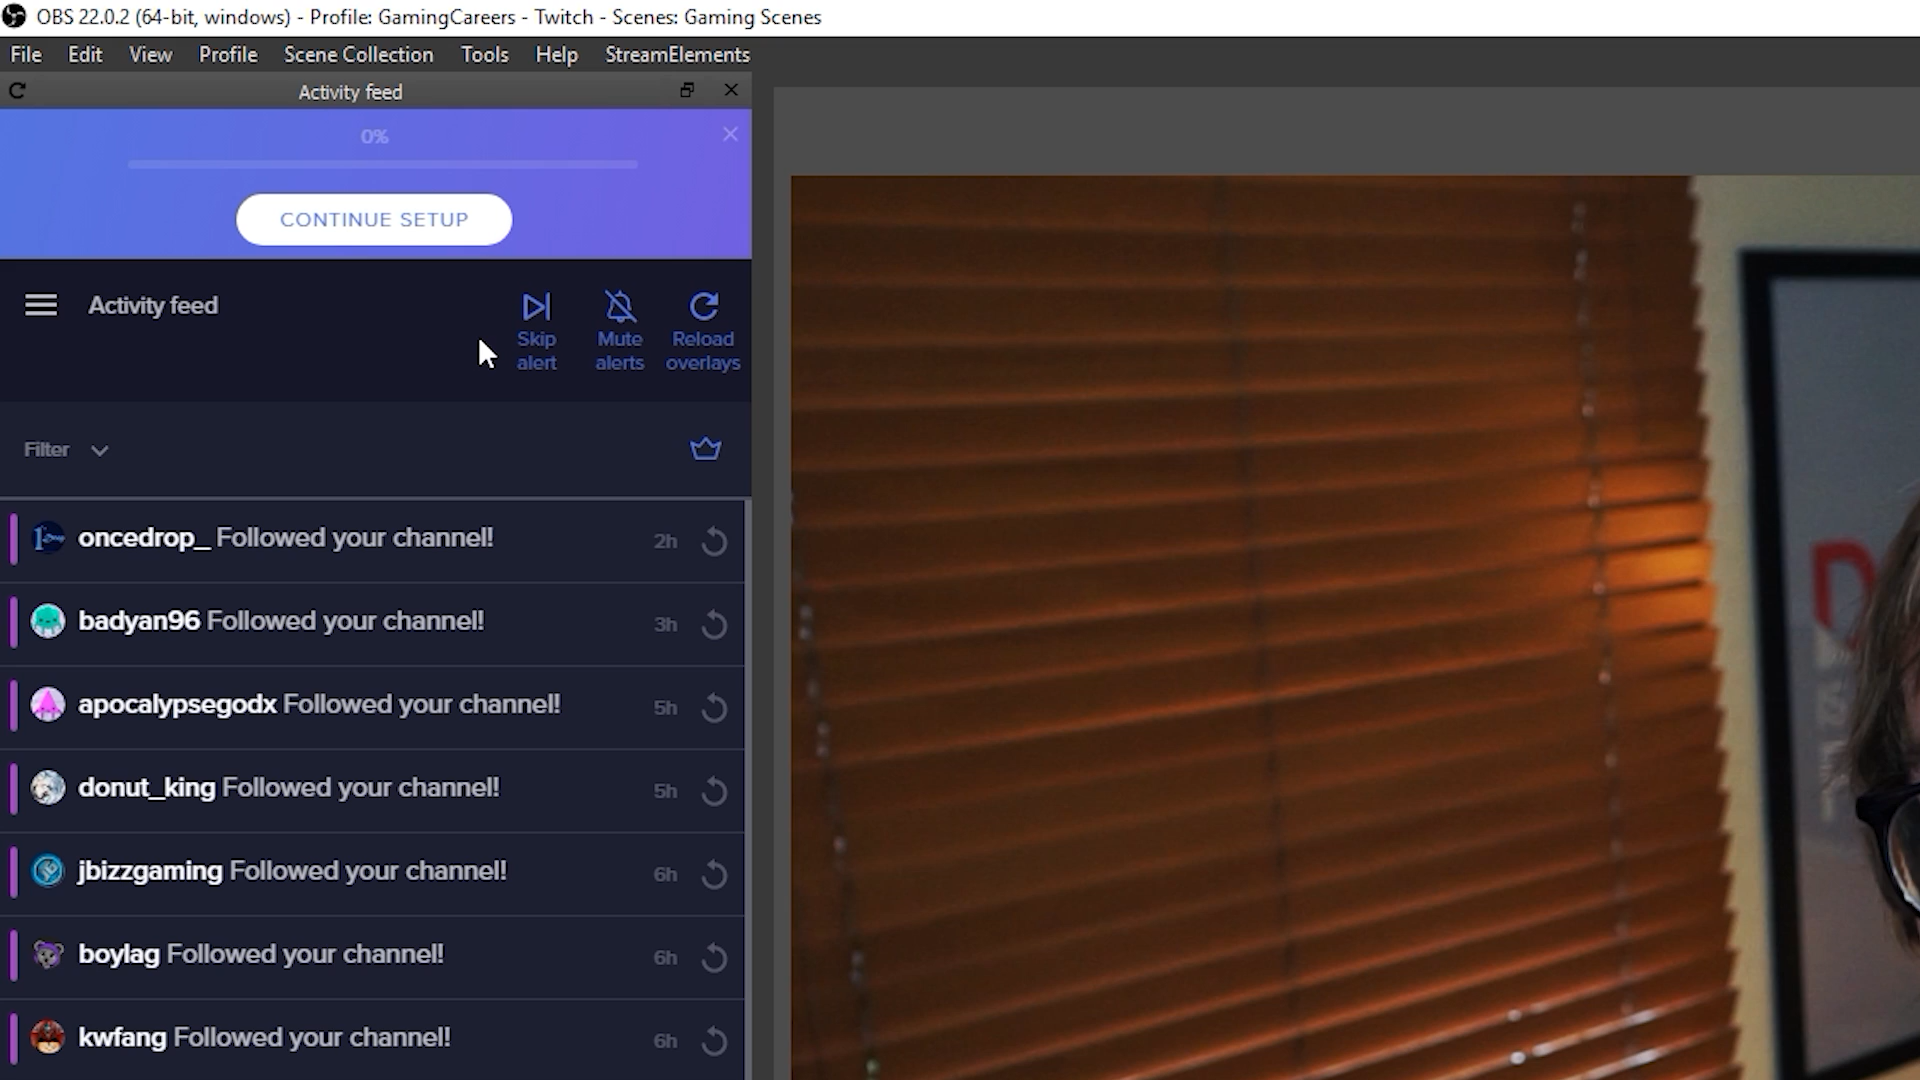 OBS 22.0.2 (64-bit, windows) - Profile: GamingCareers - Twitch - Scenes: Gaming Scenes
File Edit View Profile Scene Collection Tools Help StreamElements
Activity feed
0%
CONTINUE SETUP
Activity feed
Skip alert
Mute alerts
Reload overlays
Filter
oncedrop_ Followed your channel! 2h
badyan96 Followed your channel! 3h
apocalypsegodx Followed your channel! 5h
donut_king Followed your channel! 5h
jbizzgaming Followed your channel! 6h
boylag Followed your channel! 6h
kwfang Followed your channel! 6h